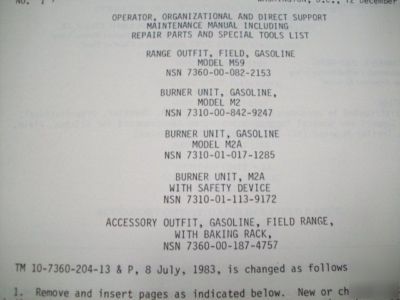 OPERATOR, ORGANIZATIONAL AND DIRECT SUPPORT
MAINTENANCE MANUAL INCLUDING
REPAIR PARTS AND SPECIAL TOOLS LIST
RANGE OUTFIT, FIELD, GASOLINE
MODEL M59
NSN 7360-00-082-2153
BURNER UNIT, GASOLINE,
MODEL M2
NSN 7310-00-842-9247
BURNER UNIT, GASOLINE
MODEL M2A
NSN 7310-01-017-1285
BURNER UNIT, M2A
WITH SAFETY DEVICE
NSN 7310-01-113-9172
ACCESSORY OUTFIT, GASOLINE, FIELD RANGE,
WITH BAKING RACK,
NSN 7360-00-187-4757
TM 10-7360-204-13 & P, 8 July, 1983, is changed as follows
1. Remove and insert pages as indicated below. New or ch